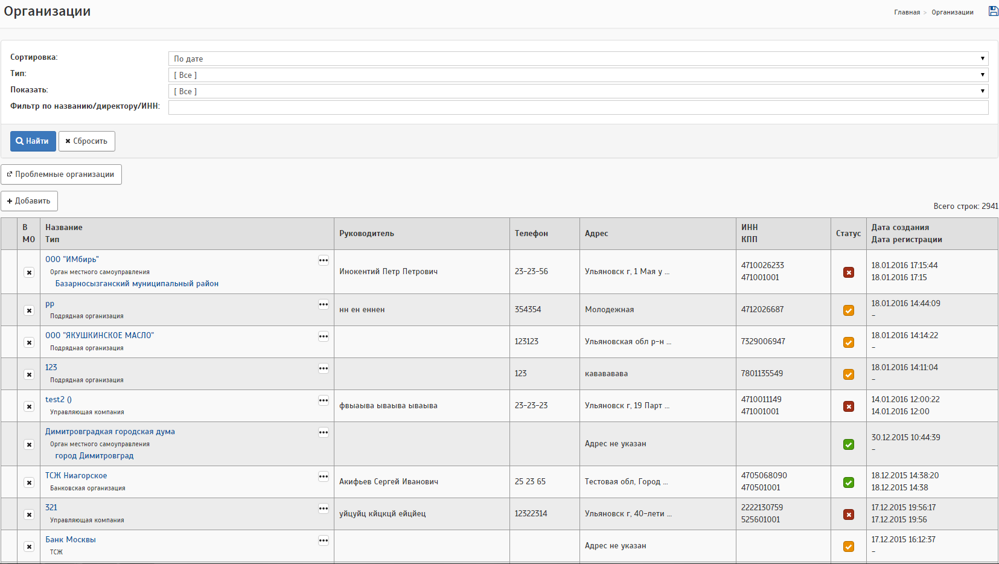 Организации
Главная > Организации
Сортировка: По дате
Тип: [ Все ]
Показать: [ Все ]
Фильтр по названию/директору/ИНН:
Найти Сбросить
Проблемные организации
Добавить
Всего строк: 2941
В МО Название Тип Руководитель Телефон Адрес ИНН КПП Статус Дата создания Дата регистрации
ООО "ИМбирь"
Орган местного самоуправления
Базарносызганский муниципальный район
Инокентий Петр Петрович
23-23-56
Ульяновск г, 1 Мая у ...
4710026233
471001001
18.01.2016 17:15:44
18.01.2016 17:15
рр
Подрядная организация
нн ен еннен
354354
Молодежная
4712026687
18.01.2016 14:44:09
–
ООО "ЯКУШКИНСКОЕ МАСЛО"
Подрядная организация
123123
Ульяновская обл р-н ...
7329006947
18.01.2016 14:14:22
–
123
Подрядная организация
123
кавававава
7801135549
18.01.2016 14:11:04
–
test2 ()
Управляющая компания
фвыаыва ываыва ываыва
23-23-23
Ульяновск г, 19 Парт ...
4710011149
471001001
14.01.2016 12:00:22
14.01.2016 12:00
Димитровградкая городская дума
Орган местного самоуправления
город Димитровград
Адрес не указан
30.12.2015 10:44:39
–
ТСЖ Ниагорское
Банковская организация
Акифьев Сергей Иванович
25 23 65
Тестовая обл, Город ...
4705068090
470501001
18.12.2015 14:38:20
18.12.2015 14:38
321
Управляющая компания
уйцуйц кйцкцй ейцйец
12322314
Ульяновск г, 40-лети ...
2222130759
525601001
17.12.2015 19:56:17
17.12.2015 19:56
Банк Москвы
ТСЖ
Адрес не указан
17.12.2015 16:12:37
–